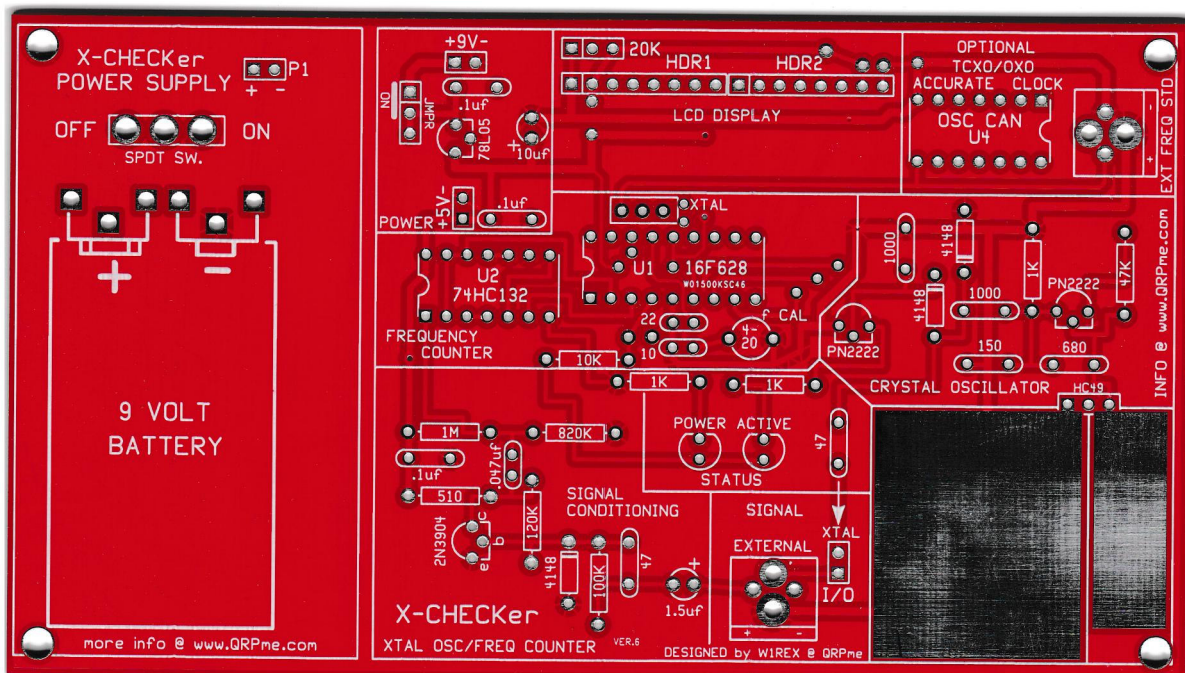 X-CHECKer
POWER SUPPLY
P1
+ -
OFF
ON
SPDT SW.
+
-
9 VOLT
BATTERY
more info @ www.QRPme.com
+9V-
.1uf
ON
JMPR
78L05
+
10uf
+5V-
.1uf
POWER
20K
HDR1
HDR2
LCD DISPLAY
OPTIONAL
TCXO/OXO
ACCURATE CLOCK
OSC CAN
U4
-
+
EXT FREQ STD
XTAL
U2
74HC132
U1
16F628
W01500KSC46
FREQUENCY
COUNTER
22
10
10K
4-
20
f CAL
1000
4148
4148
1000
1K
PN2222
47K
PN2222
150
680
CRYSTAL OSCILLATOR
HC49
INFO @ www.QRPme.com
1K
1K
POWER
ACTIVE
STATUS
47
1M
820K
.1uf
.047uf
510
120K
2N3904
c
b
e
SIGNAL
CONDITIONING
4148
100K
47
+
1.5uf
SIGNAL
EXTERNAL
+ -
XTAL
I/O
X-CHECKer
XTAL OSC/FREQ COUNTER
VER.6
DESIGNED by W1REX @ QRPme